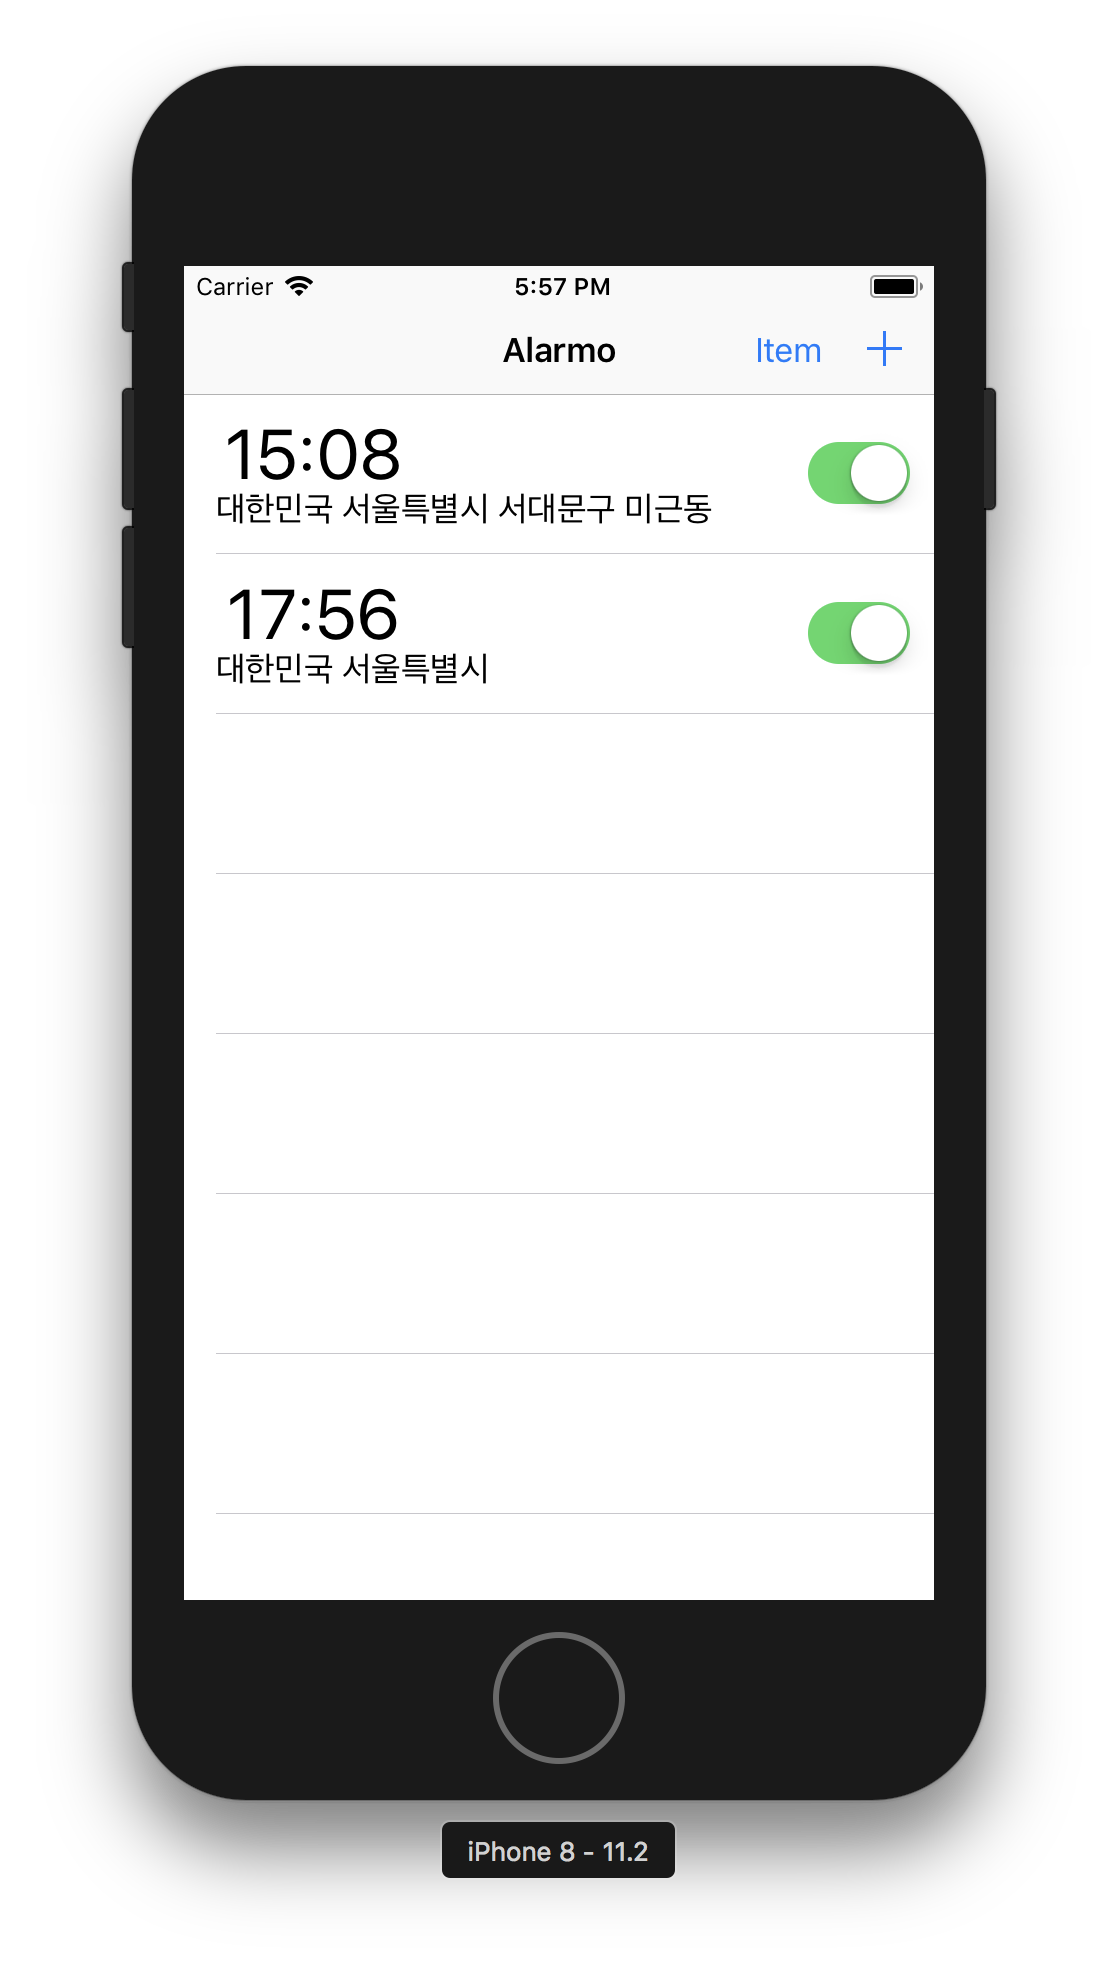 Carrier 5:57 PM
Alarmo Item +
15:08
대한민국 서울특별시 서대문구 미근동
17:56
대한민국 서울특별시
iPhone 8 - 11.2